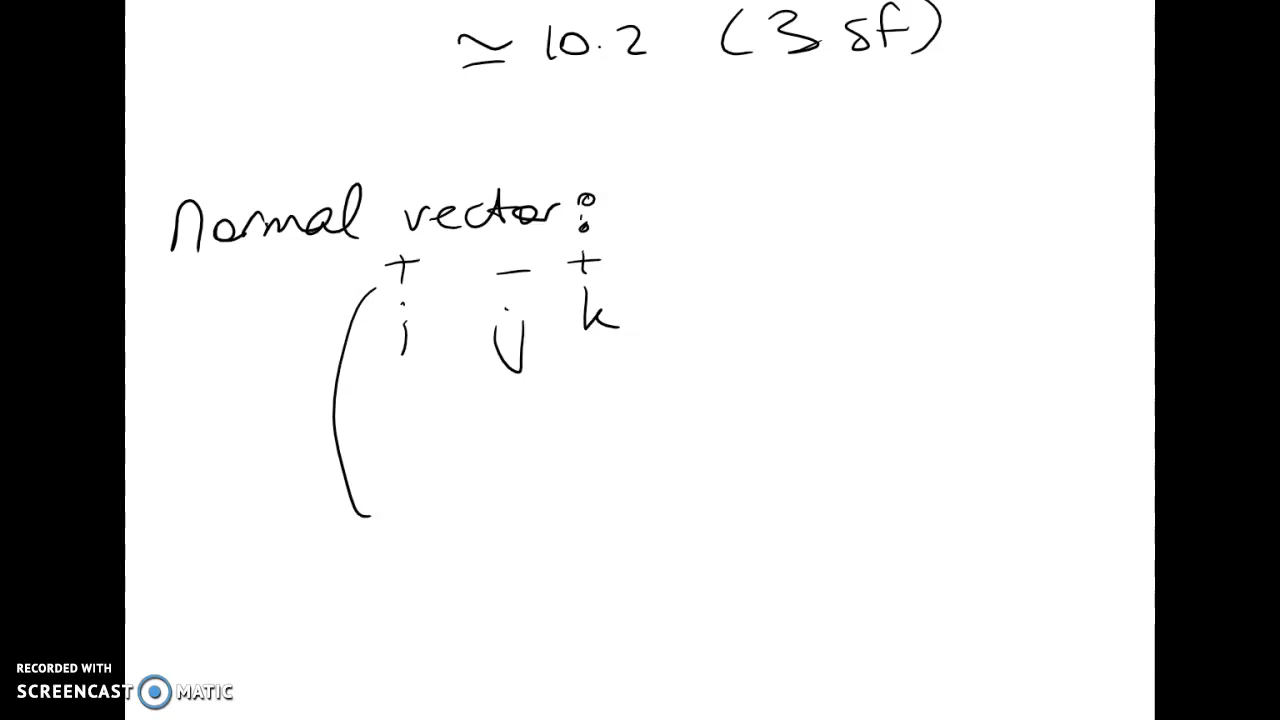 ≃ 10.2 (3 sf)
Normal vector:
+ − +
i j k
RECORDED WITH
SCREENCAST MATIC